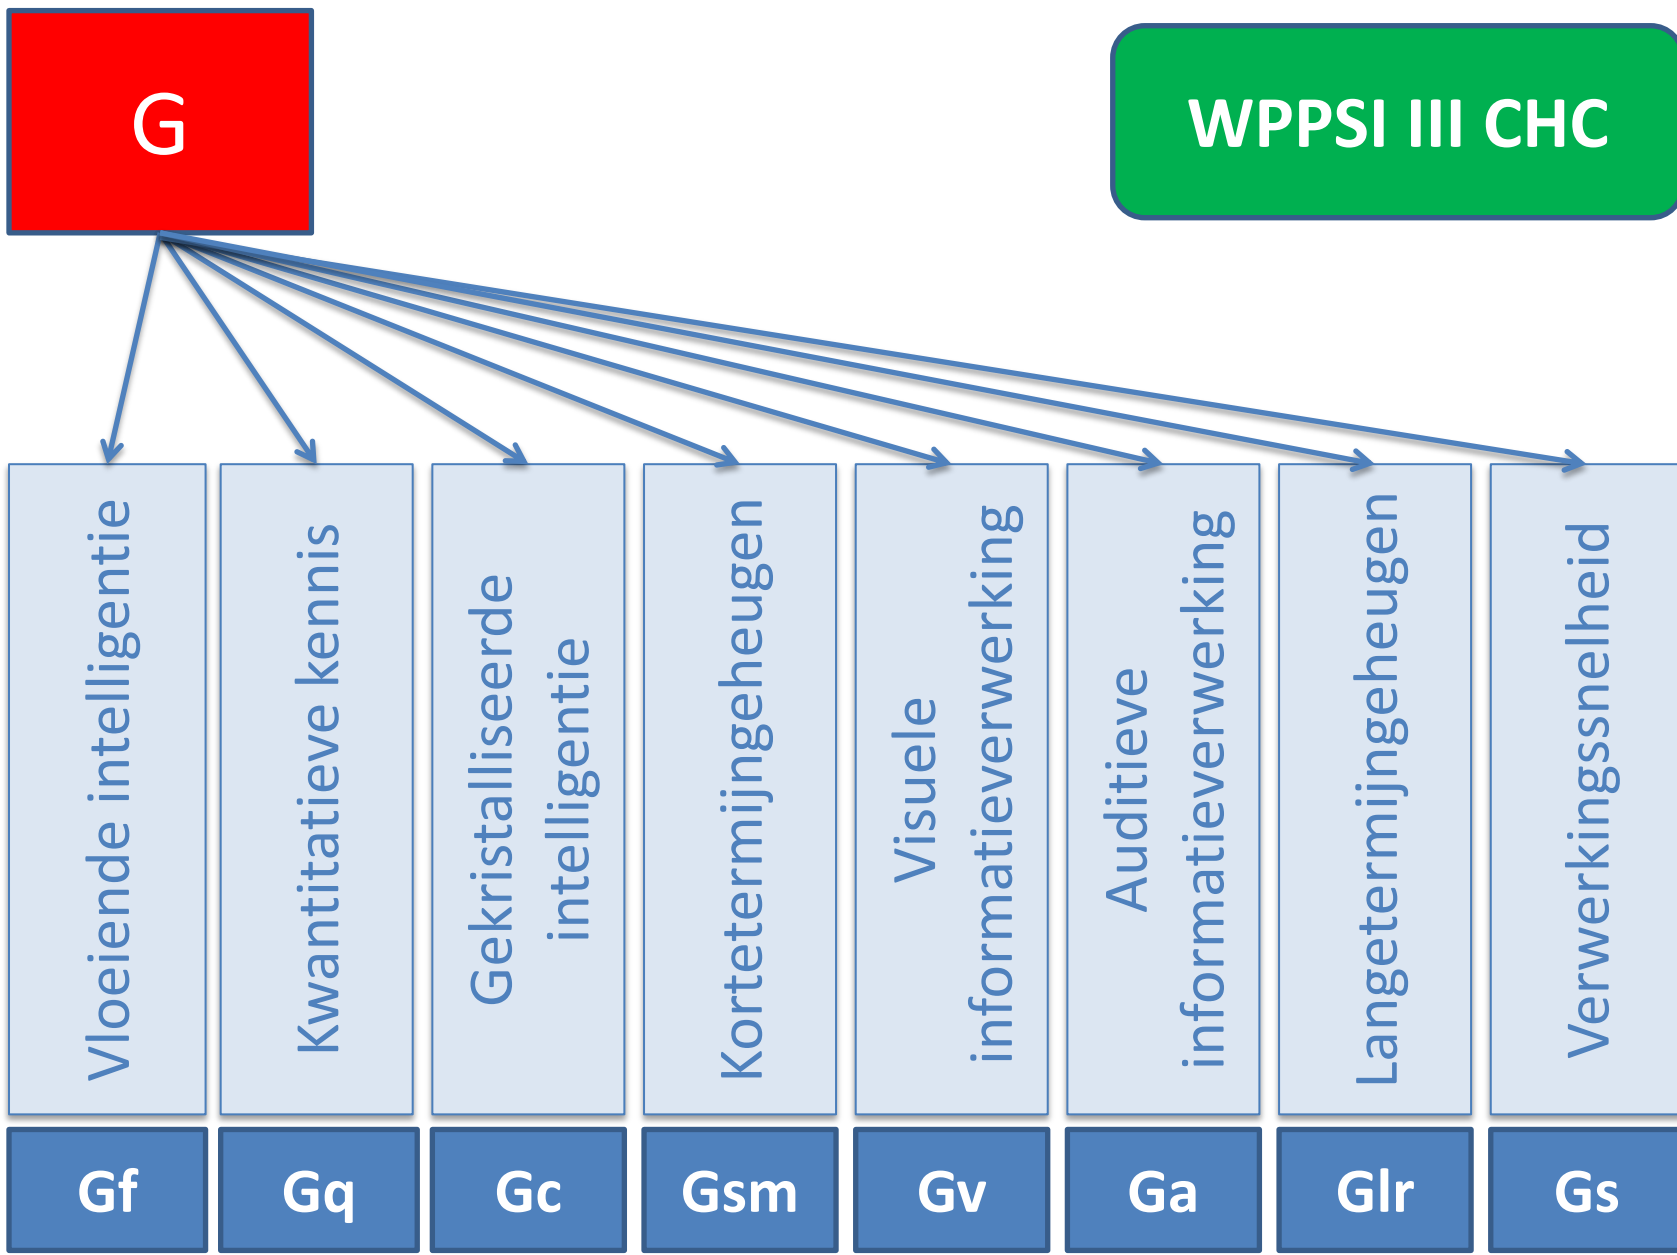 G
WPPSI III CHC
Vloeiende intelligentie
Kwantitatieve kennis
Gekristalliseerde
intelligentie
Kortetermijngeheugen
Visuele
informatieverwerking
Auditieve
informatieverwerking
Langetermijngeheugen
Verwerkingssnelheid
Gf
Gq
Gc
Gsm
Gv
Ga
Glr
Gs